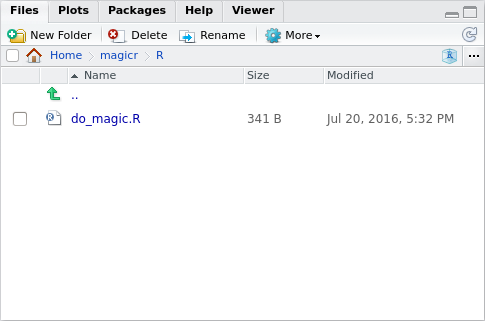 Files Plots Packages Help Viewer
New Folder Delete Rename More
Home magicr R R ...
Name Size Modified
..
R do_magic.R 341 B Jul 20, 2016, 5:32 PM